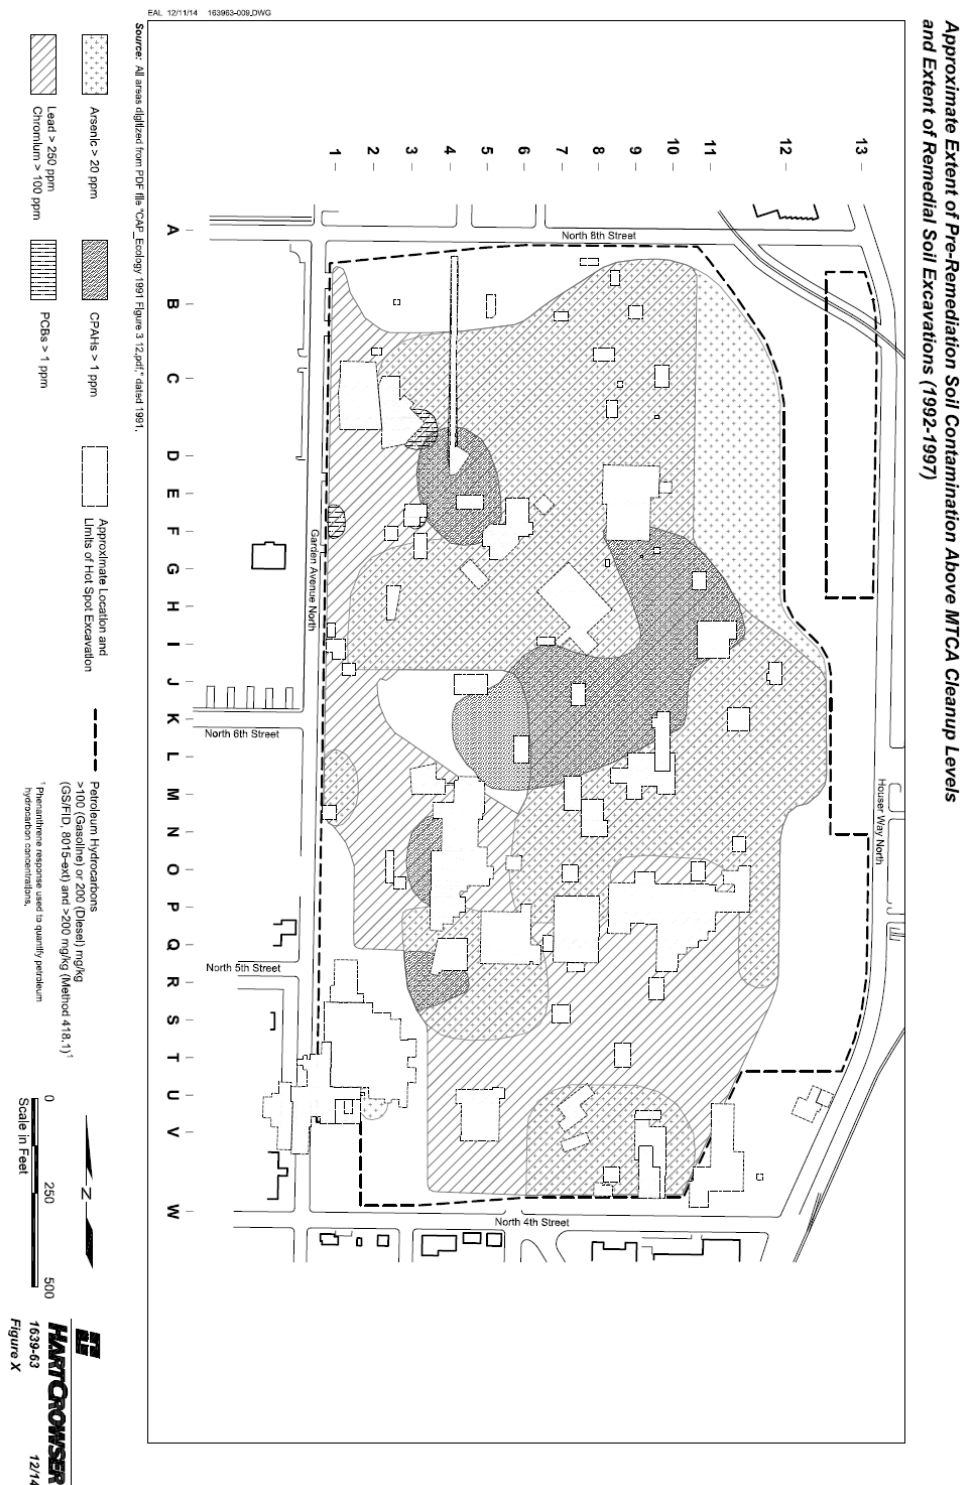 Approximate Extent of Pre-Remediation Soil Contamination Above MTCA Cleanup Levels
and Extent of Remedial Soil Excavations (1992-1997)
13
12
11
10
9
8
7
6
5
4
3
2
1
A
B
C
D
E
F
G
H
I
J
K
L
M
N
O
P
Q
R
S
T
U
V
W
North 8th Street
Houser Way North
Garden Avenue North
North 6th Street
North 5th Street
North 4th Street
EAL 12/11/14 163963-009.DWG
Source: All areas digitized from PDF file "CAP_Ecology 1991 Figure 3 12.pdf," dated 1991.
Arsenic > 20 ppm
Lead > 250 ppm
Chromium > 100 ppm
CPAHs > 1 ppm
PCBs > 1 ppm
Approximate Location and
Limits of Hot Spot Excavation
Petroleum Hydrocarbons
>100 (Gasoline) or 200 (Diesel) mg/kg
(GS/FID, 8015-ext) and >200 mg/kg (Method 418.1)¹
¹Phenanthrene response used to quantify petroleum
hydrocarbon concentrations.
N
0 250 500
Scale in Feet
HARTCROWSER
1639-63 12/14
Figure X